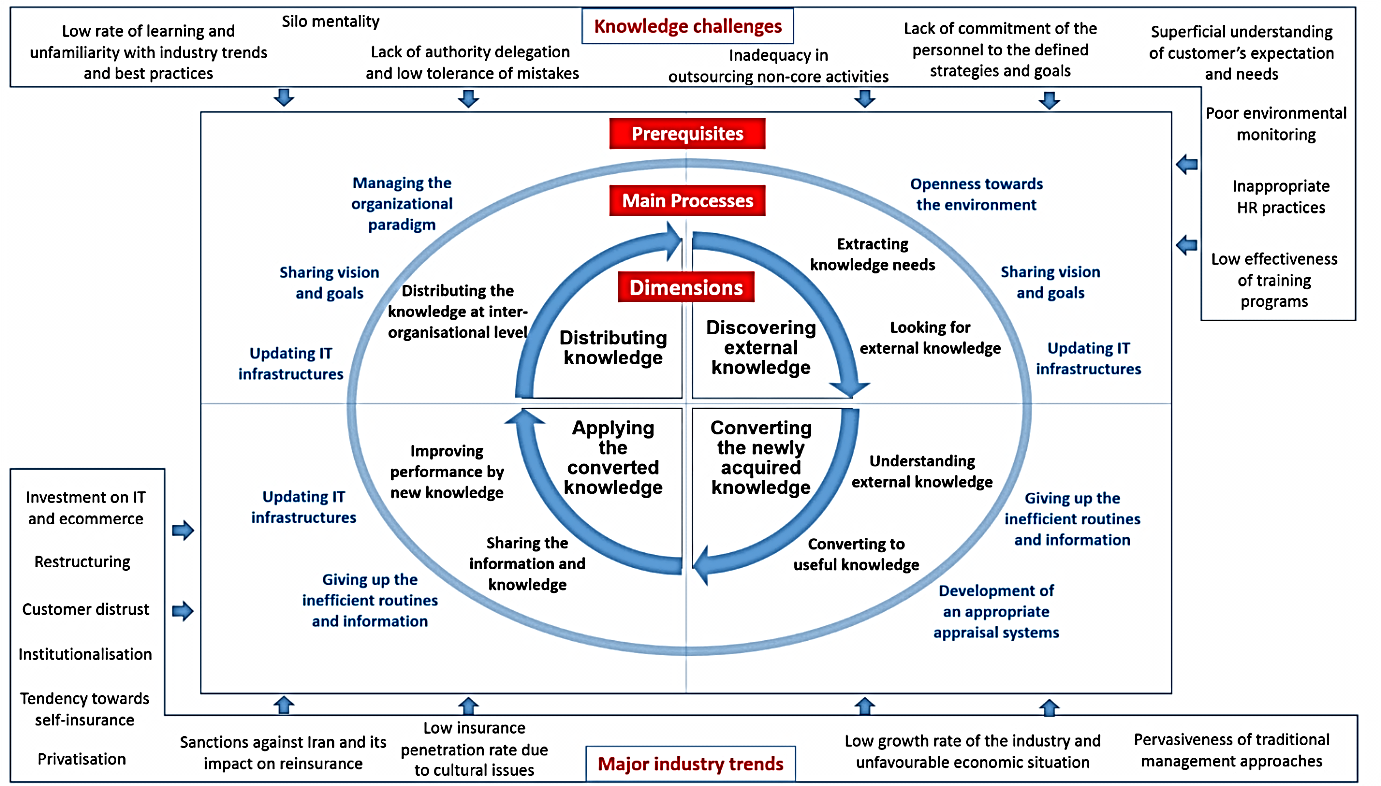 Knowledge challenges
Low rate of learning and
unfamiliarity with industry trends
and best practices
Silo mentality
Lack of authority delegation
and low tolerance of mistakes
Inadequacy in
outsourcing non-core activities
Lack of commitment of the
personnel to the defined
strategies and goals
Superficial understanding
of customer's expectation
and needs
Poor environmental
monitoring
Inappropriate
HR practices
Low effectiveness
of training
programs
Prerequisites
Main Processes
Dimensions
Managing the
organizational
paradigm
Sharing vision
and goals
Updating IT
infrastructures
Distributing the
knowledge at inter-
organisational level
Distributing
knowledge
Discovering
external
knowledge
Extracting
knowledge needs
Looking for
external knowledge
Openness towards
the environment
Sharing vision
and goals
Updating IT
infrastructures
Applying
the
converted
knowledge
Converting
the newly
acquired
knowledge
Improving
performance by
new knowledge
Sharing the
information and
knowledge
Updating IT
infrastructures
Giving up the
inefficient routines
and information
Understanding
external knowledge
Converting to
useful knowledge
Giving up the
inefficient routines
and information
Development of
an appropriate
appraisal systems
Investment on IT
and ecommerce
Restructuring
Customer distrust
Institutionalisation
Tendency towards
self-insurance
Privatisation
Sanctions against Iran and its
impact on reinsurance
Low insurance
penetration rate due
to cultural issues
Major industry trends
Low growth rate of the industry and
unfavourable economic situation
Pervasiveness of traditional
management approaches